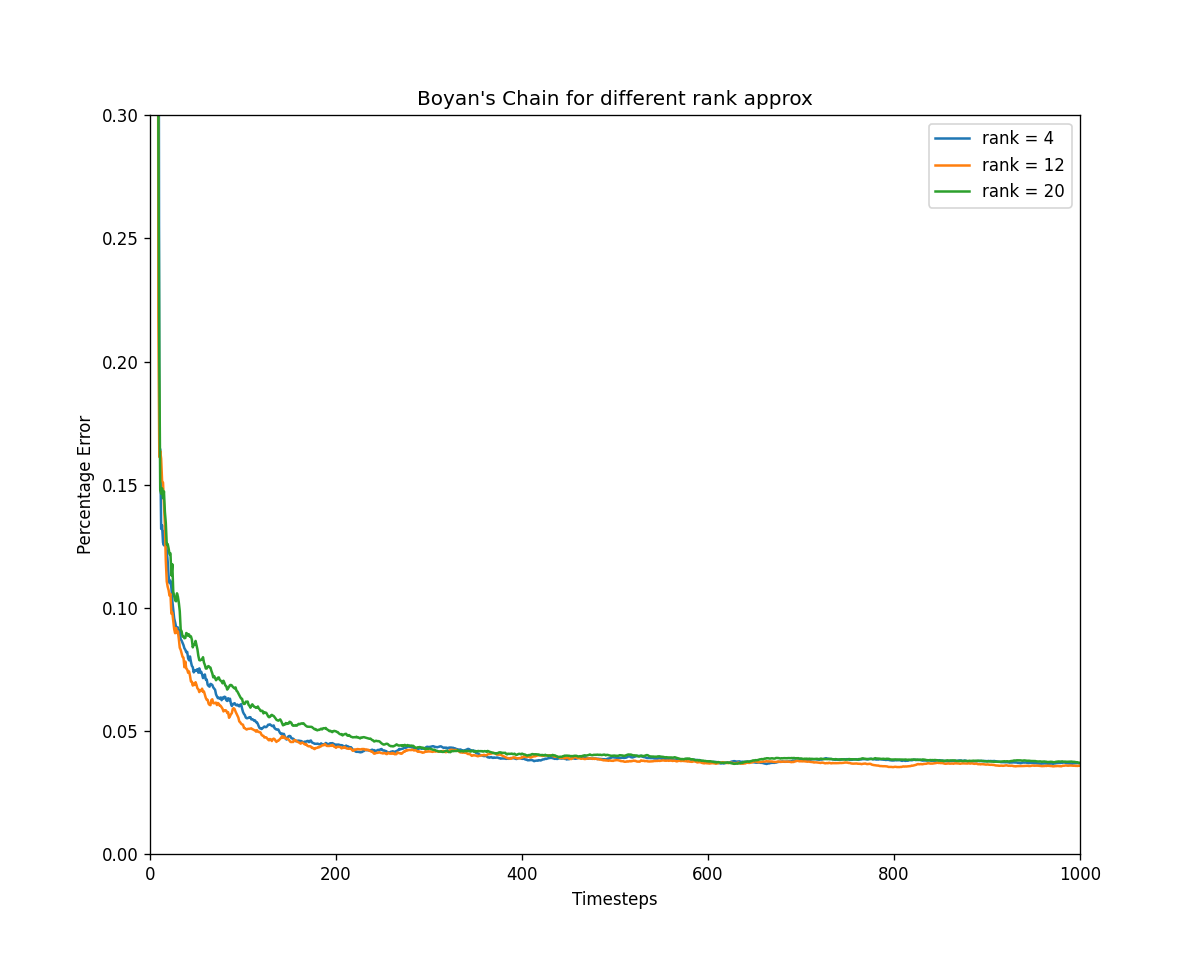 Boyan's Chain for different rank approx
rank = 4
rank = 12
rank = 20
Percentage Error
0.30
0.25
0.20
0.15
0.10
0.05
0.00
0 200 400 600 800 1000
Timesteps